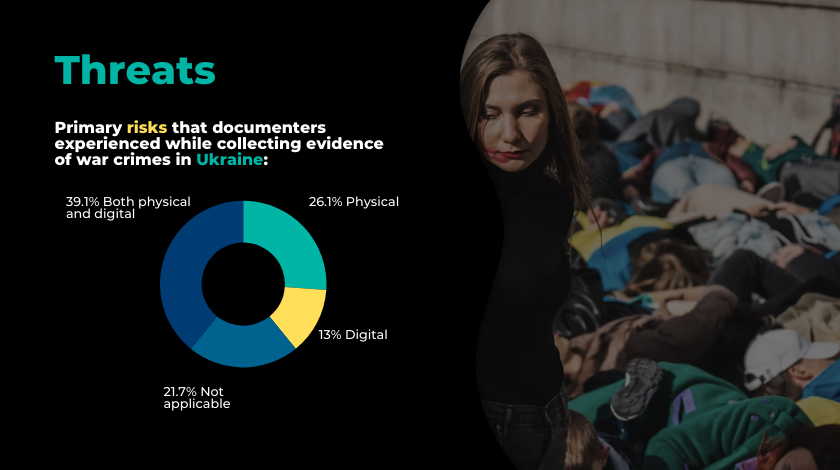 Threats
Primary risks that documenters
experienced while collecting evidence
of war crimes in Ukraine:
39.1% Both physical
and digital
26.1% Physical
13% Digital
21.7% Not
applicable